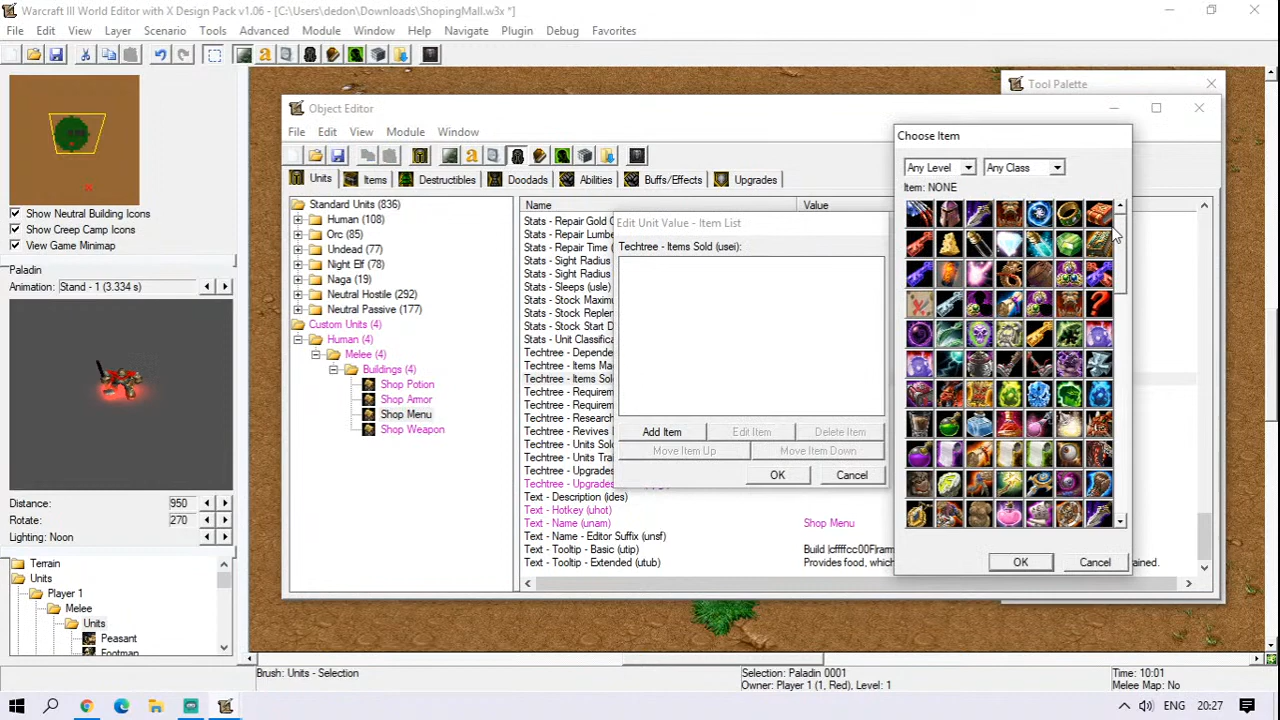 Warcraft III World Editor with X Design Pack v1.06 - [C:\Users\dedon\Downloads\ShopingMall.w3x *]
File Edit View Layer Scenario Tools Advanced Module Window Help Navigate Plugin Debug Favorites
Tool Palette
Object Editor
File Edit View Module Window
Choose Item
Any Level Any Class
Item: NONE
Units Items Destructibles Doodads Abilities Buffs/Effects Upgrades
Standard Units (836)
Human (108)
Orc (85)
Undead (77)
Night Elf (78)
Naga (19)
Neutral Hostile (292)
Neutral Passive (177)
Custom Units (4)
Human (4)
Melee (4)
Buildings (4)
Shop Potion
Shop Armor
Shop Menu
Shop Weapon
Name Value
Stats - Repair Gold C
Stats - Repair Lumbe
Stats - Repair Time (
Stats - Sight Radius
Stats - Sight Radius
Stats - Sleeps (usle)
Stats - Stock Maximu
Stats - Stock Replen
Stats - Stock Start D
Stats - Unit Classifica
Techtree - Depende
Techtree - Items Ma
Techtree - Items Sol
Techtree - Requirem
Techtree - Requirem
Techtree - Research
Techtree - Revives
Techtree - Units Sol
Techtree - Units Tra
Techtree - Upgrades
Techtree - Upgrades
Text - Description (ides)
Text - Hotkey (uhot)
Text - Name (unam) Shop Menu
Text - Name - Editor Suffix (unsf)
Text - Tooltip - Basic (utip) Build |cffffcc00F|rarm
Text - Tooltip - Extended (utub) Provides food, whic
ained.
Edit Unit Value - Item List
Techtree - Items Sold (usei):
Add Item Edit Item Delete Item
Move Item Up Move Item Down
OK Cancel
OK Cancel
Show Neutral Building Icons
Show Creep Camp Icons
View Game Minimap
Paladin
Animation: Stand - 1 (3.334 s)
Distance: 950
Rotate: 270
Lighting: Noon
Terrain
Units
Player 1
Melee
Units
Peasant
Footman
Brush: Units - Selection
Selection: Paladin 0001
Owner: Player 1 (1, Red), Level: 1
Time: 10:01
Melee Map: No
ENG 20:27